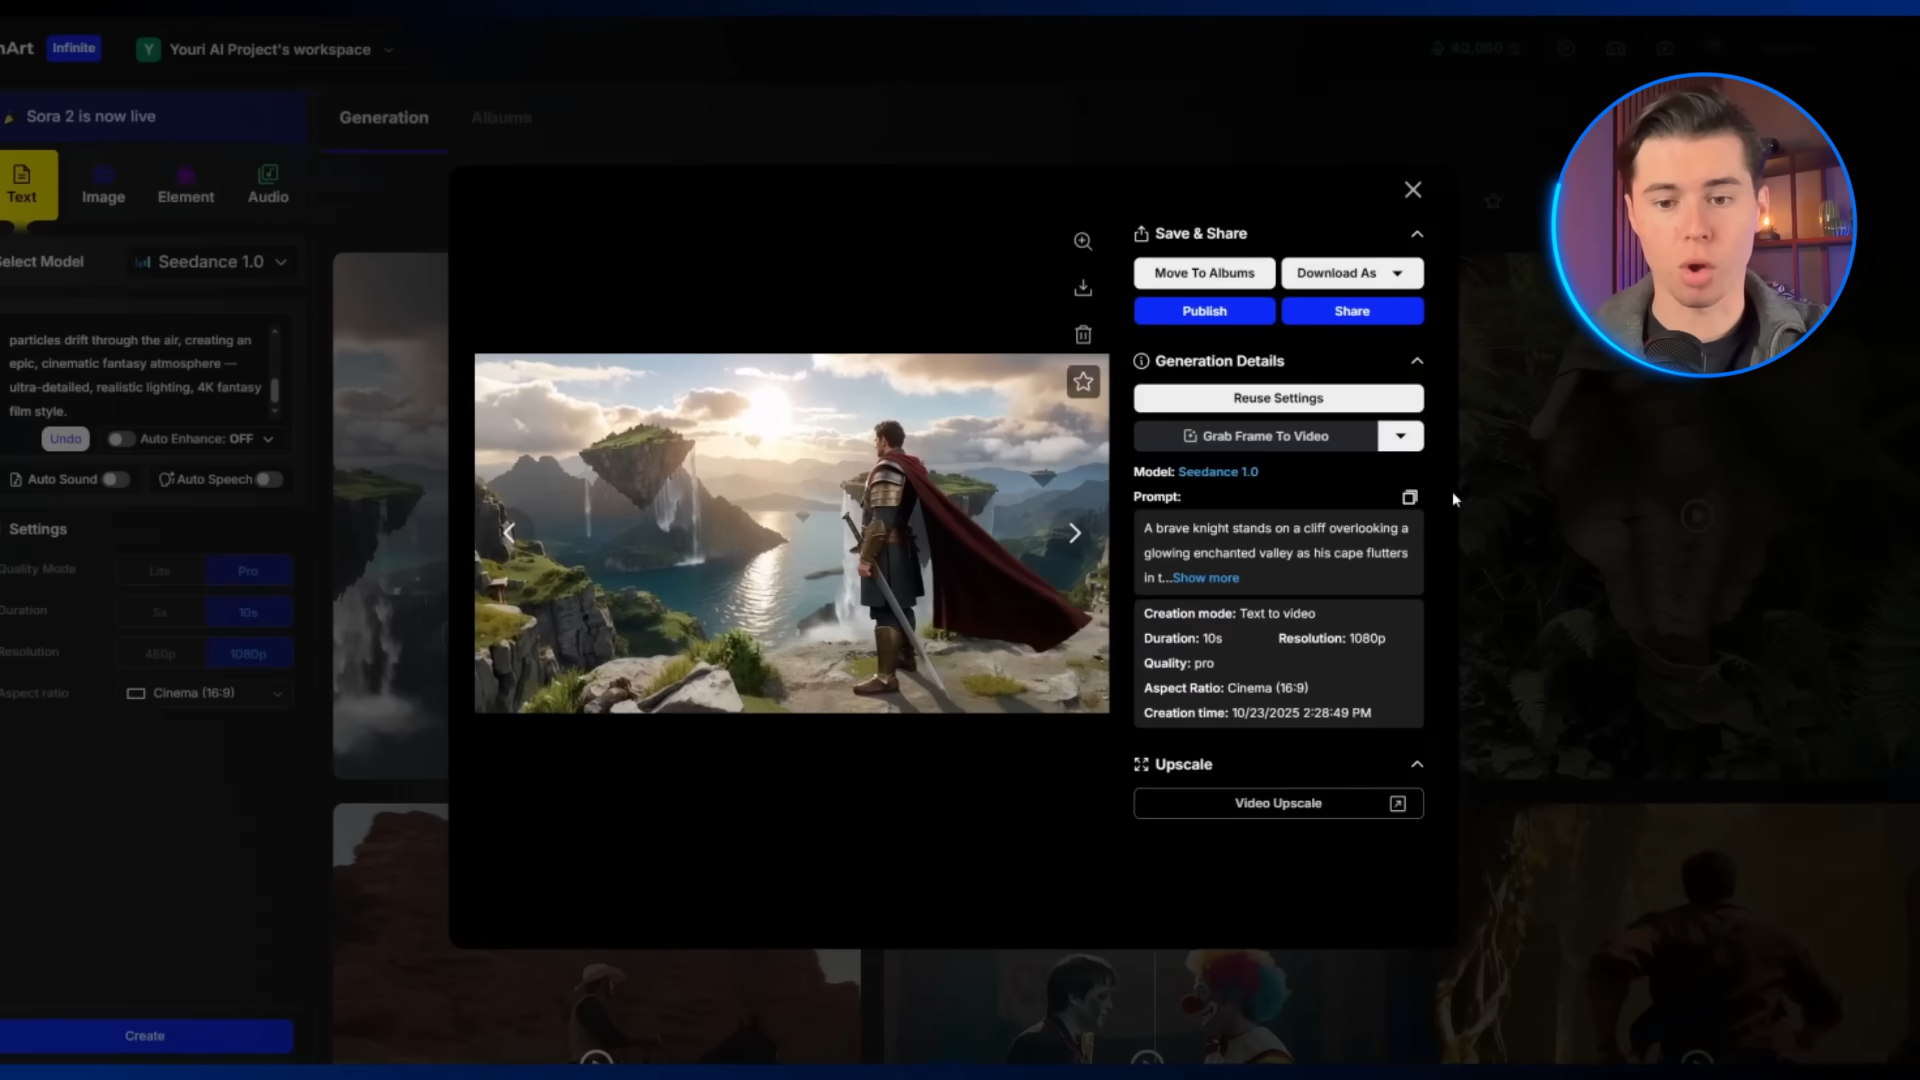 nArt Infinite
Y Youri AI Project's workspace
40,080
Sora 2 is now live
Generation
Albums
Text
Image
Element
Audio
Select Model
Seedance 1.0
particles drift through the air, creating an
epic, cinematic fantasy atmosphere —
ultra-detailed, realistic lighting, 4K fantasy
film style.
Undo
Auto Enhance: OFF
Auto Sound
Auto Speech
Settings
Quality Mode
Lite
Pro
Duration
5s
10s
Resolution
480p
1080p
Aspect ratio
Cinema (16:9)
Create
Save & Share
Move To Albums
Download As
Publish
Share
Generation Details
Reuse Settings
Grab Frame To Video
Model: Seedance 1.0
Prompt:
A brave knight stands on a cliff overlooking a
glowing enchanted valley as his cape flutters
in t...Show more
Creation mode: Text to video
Duration: 10s Resolution: 1080p
Quality: pro
Aspect Ratio: Cinema (16:9)
Creation time: 10/23/2025 2:28:49 PM
Upscale
Video Upscale